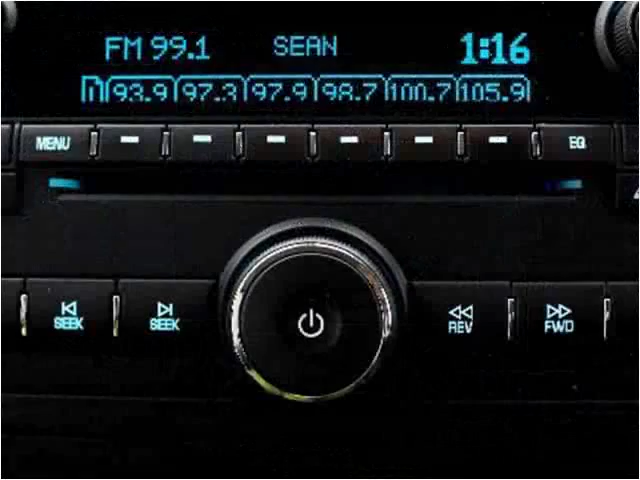 FM 99.1 SEAN 1:16
93.9 97.3 97.9 98.7 100.7 105.9
MENU EQ
SEEK SEEK REV FWD